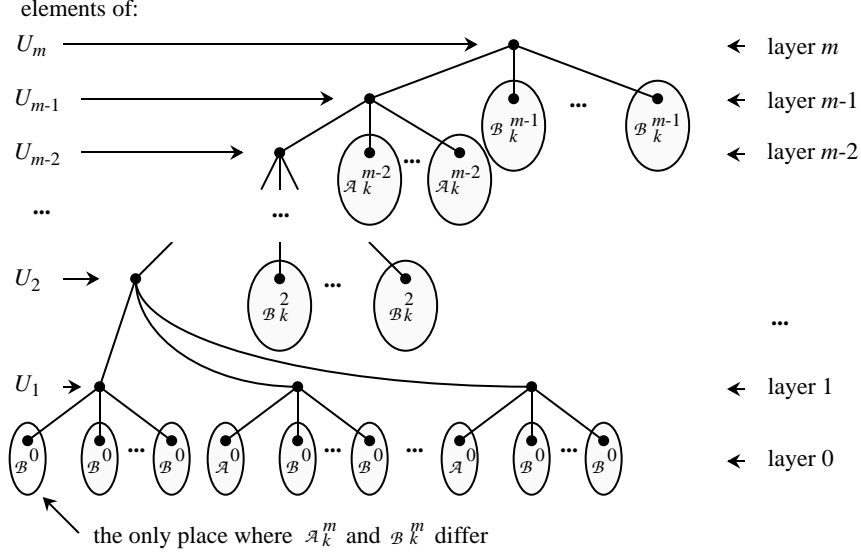 elements of:
U_m layer m
U_{m-1} ℬ_k^{m-1} ... ℬ_k^{m-1} layer m-1
U_{m-2} 𝒜_k^{m-2} ... 𝒜_k^{m-2} layer m-2
... ...
U_2 ℬ_k^2 ... ℬ_k^2
...
U_1 layer 1
ℬ^0 ℬ^0 ... ℬ^0 𝒜^0 ℬ^0 ... ℬ^0 ... 𝒜^0 ℬ^0 ... ℬ^0 layer 0
the only place where 𝒜_k^m and ℬ_k^m differ